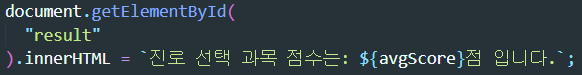 document.getElementById(
"result"
).innerHTML = `진로 선택 과목 점수는: ${avgScore}점 입니다.`;